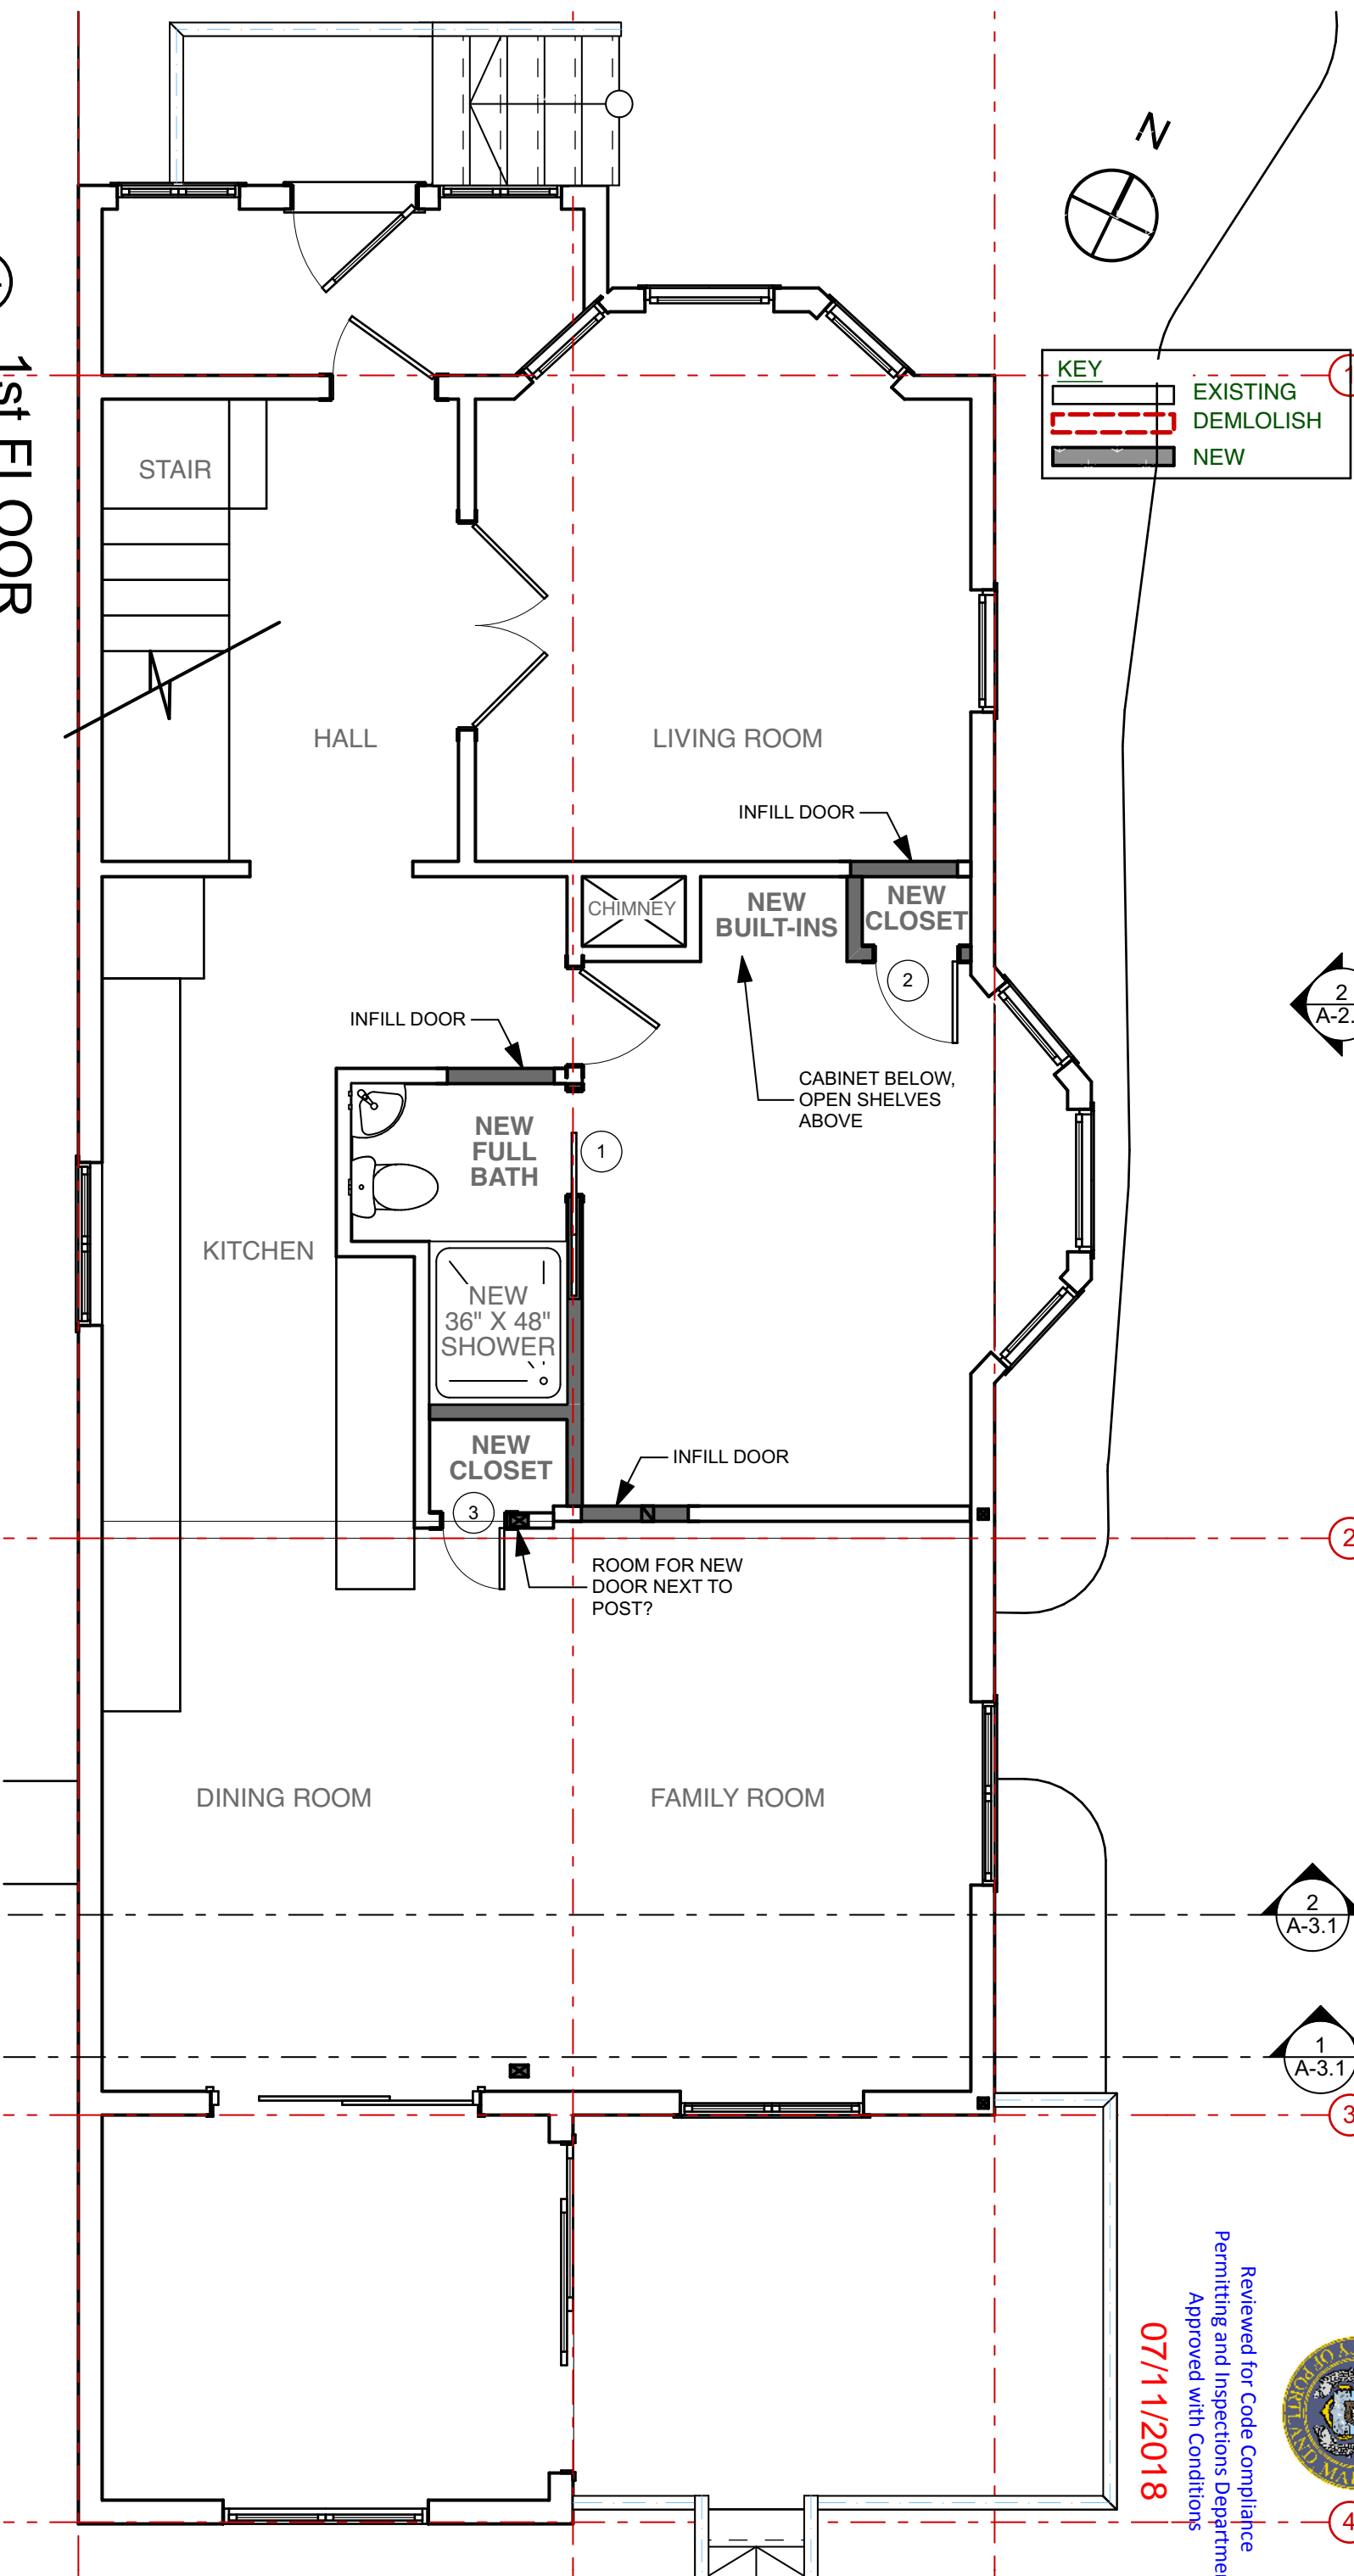 N
KEY
EXISTING
DEMLOLISH
NEW
1
1st FLOOR
STAIR
HALL
LIVING ROOM
INFILL DOOR
CHIMNEY
NEW
BUILT-INS
NEW
CLOSET
2
2
INFILL DOOR
CABINET BELOW,
OPEN SHELVES
ABOVE
NEW
FULL
BATH
1
KITCHEN
NEW
36" X 48"
SHOWER
NEW
CLOSET
3
INFILL DOOR
N
2
ROOM FOR NEW
DOOR NEXT TO
POST?
DINING ROOM
FAMILY ROOM
2
A-3.1
1
A-3.1
3
Reviewed for Code Compliance
Permitting and Inspections
Approved with Conditions
07/11/2018
4